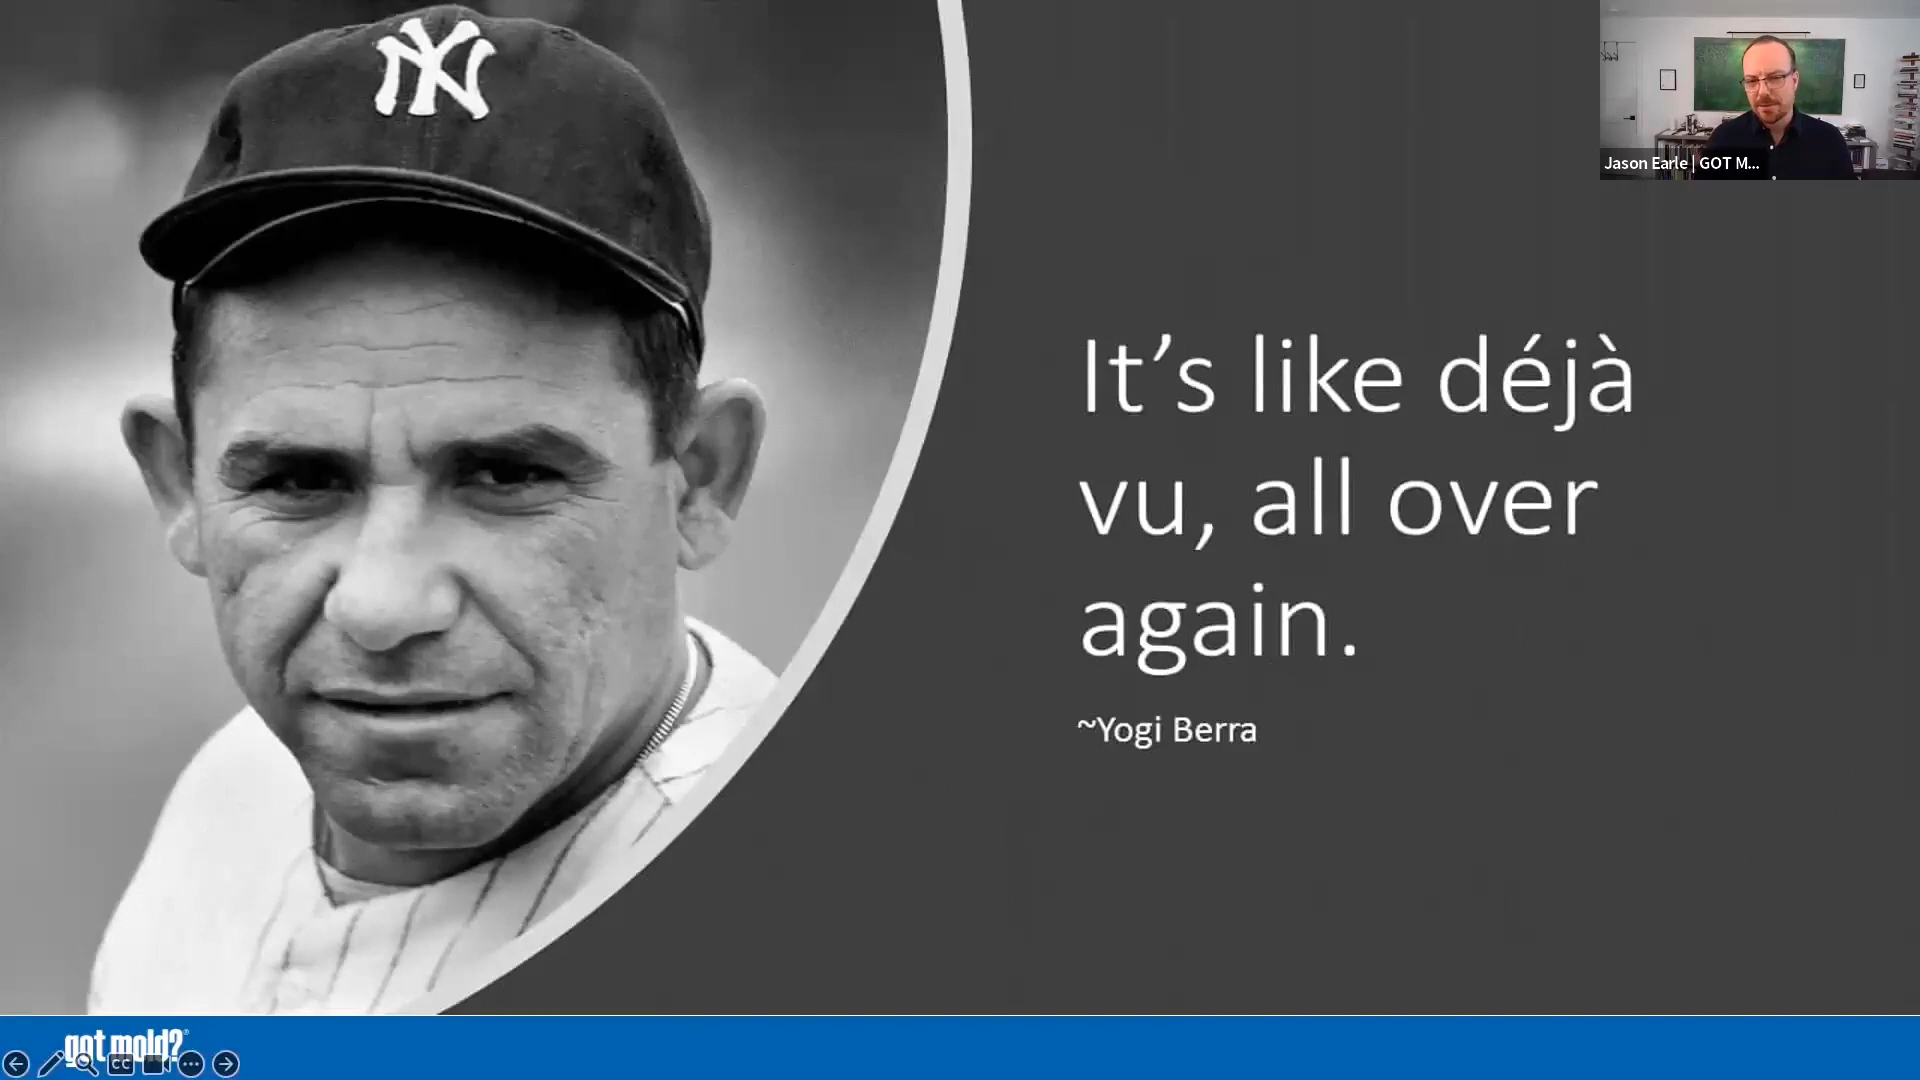 NY
Jason Earle | GOT M...
It’s like déjà
vu, all over
again.
~Yogi Berra
got mold?®
CC